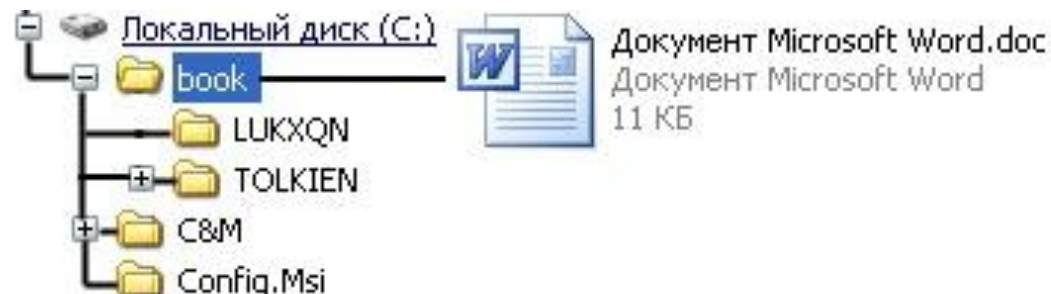 Локальный диск (C:)
book
LUKXQN
TOLKIEN
C&M
Config.Msi
Документ Microsoft Word.doc
Документ Microsoft Word
11 КБ